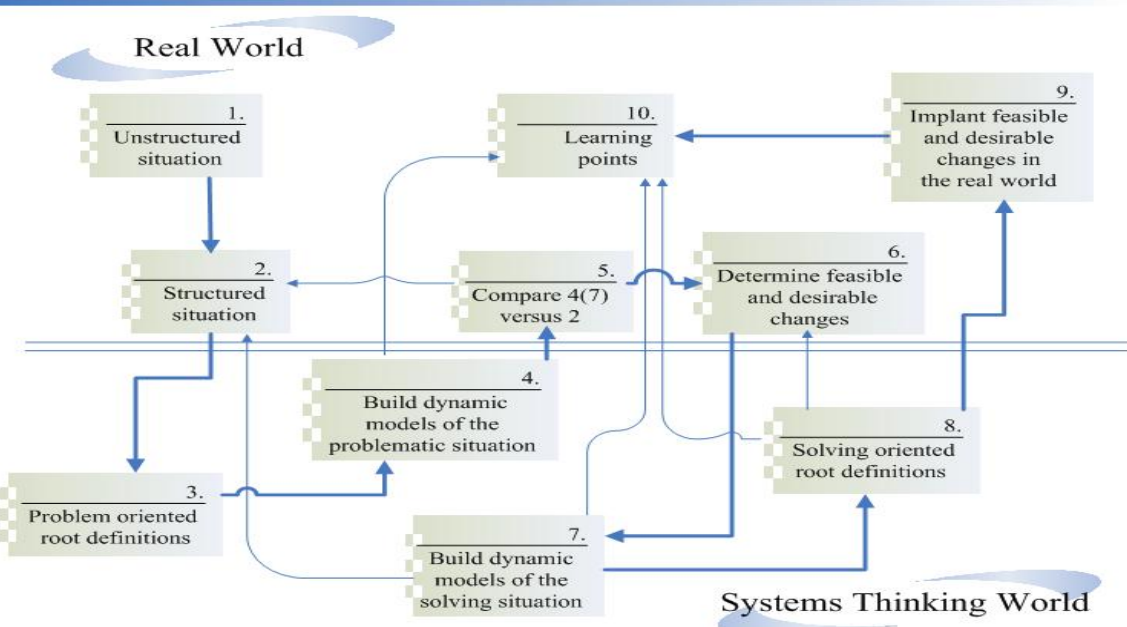 Real World
1.
Unstructured
situation
10.
Learning
points
9.
Implant feasible
and desirable
changes in
the real world
2.
Structured
situation
5.
Compare 4(7)
versus 2
6.
Determine feasible
and desirable
changes
4.
Build dynamic
models of the
problematic situation
8.
Solving oriented
root definitions
3.
Problem oriented
root definitions
7.
Build dynamic
models of the
solving situation
Systems Thinking World